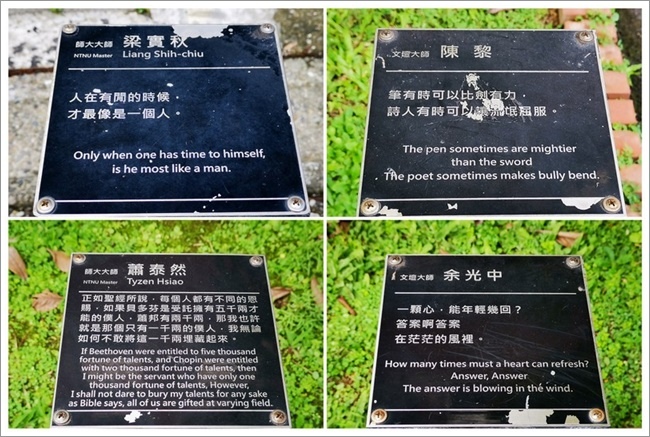 師大大師 梁實秋
NTNU Master Liang Shih-chiu
人在有閒的時候，
才最像是一個人。
Only when one has time to himself,
is he most like a man.
文壇大師 陳黎
筆有時可以比劍有力，
詩人有時可以讓流氓屈服。
The pen sometimes are mightier
than the sword
The poet sometimes makes bully bend.
師大大師 蕭泰然
NTNU Master Tyzen Hsiao
正如聖經所說，每個人都有不同的恩
賜，如果貝多芬是受託擁有五千兩才
能的僕人，蕭邦有兩千兩，那我也許
就是那個只有一千兩的僕人，我無論
如何不敢將這一千兩埋藏起來。
If Beethoven were entitled to five thousand
fortune of talents, and Chopin were entitled
with two thousand fortune of talents, then
I might be the servant who have only one
thousand fortune of talents, However,
I shall not dare to bury my talents for any sake
as Bible says, all of us are gifted at varying field.
文壇大師 余光中
一顆心，能年輕幾回？
答案啊答案
在茫茫的風裡。
How many times must a heart can refresh?
Answer, Answer
The answer is blowing in the wind.